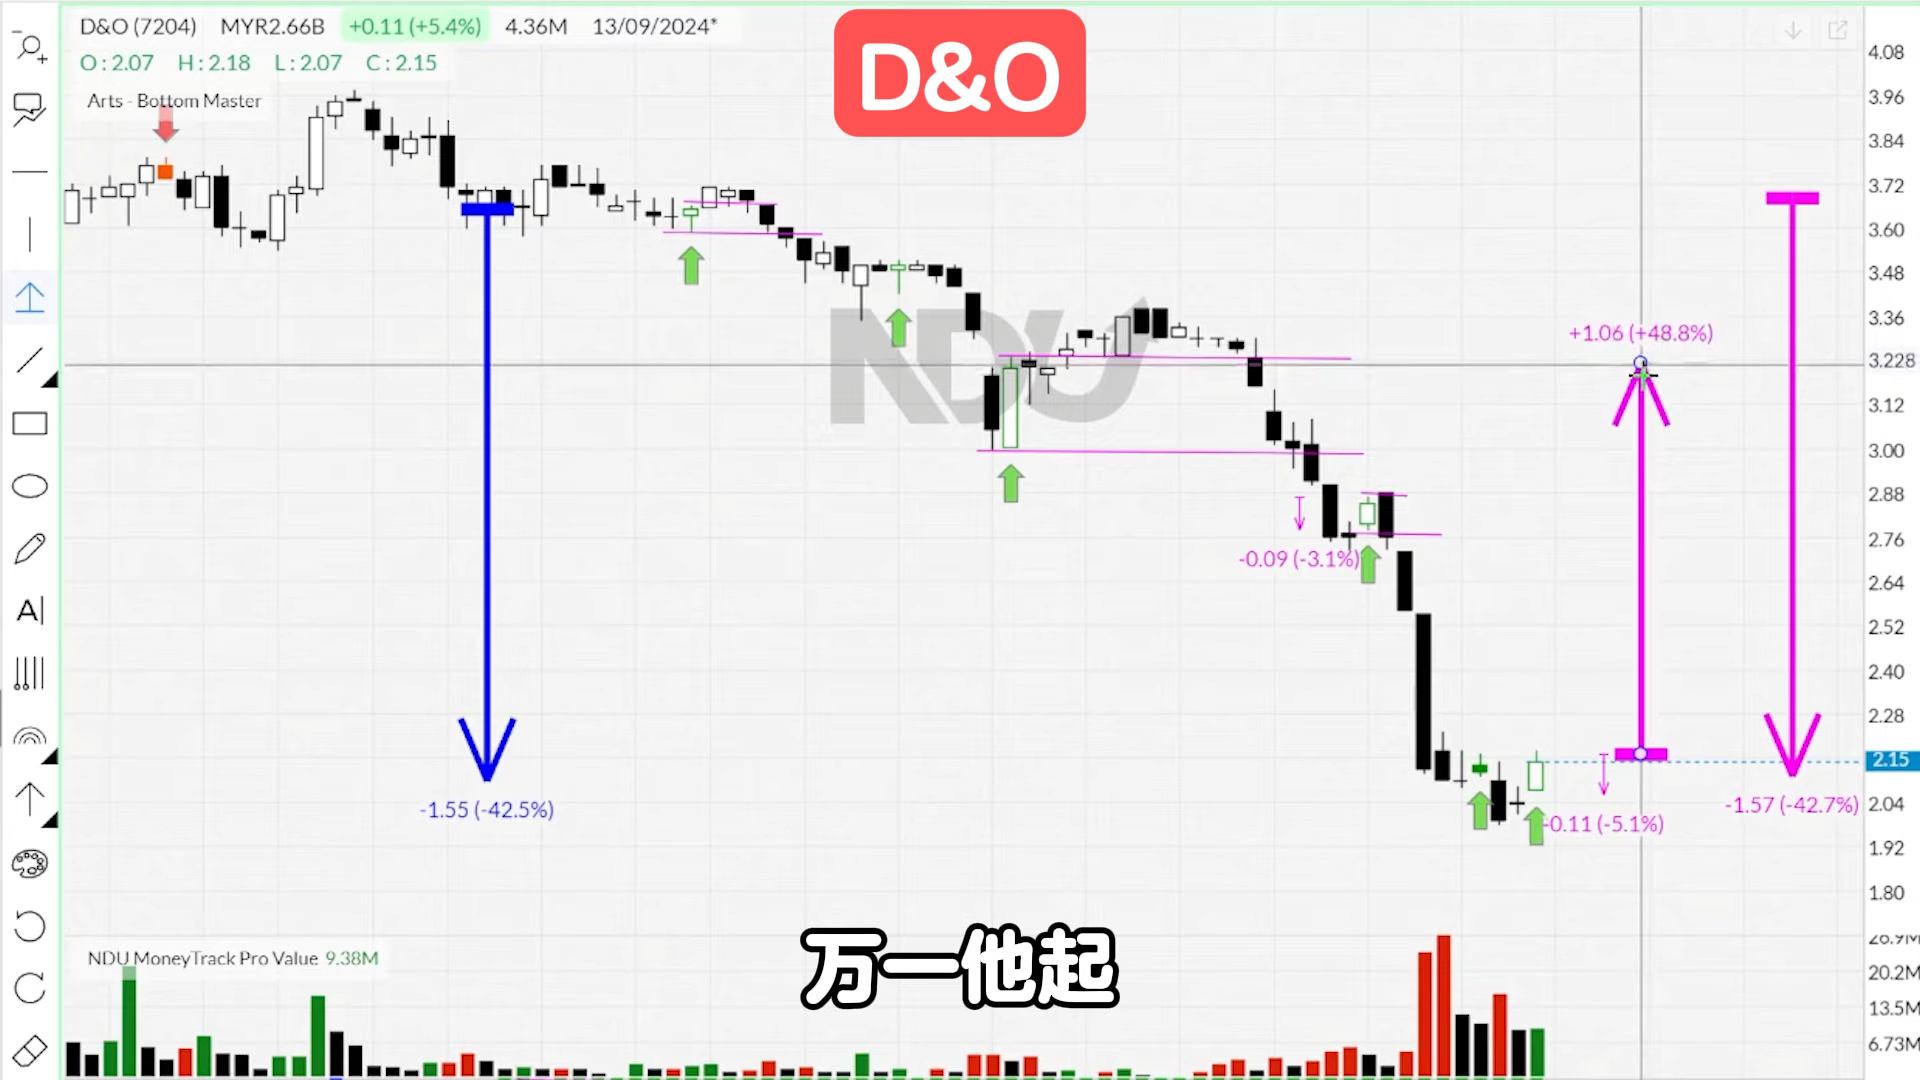 D&O (7204) MYR2.66B +0.11 (+5.4%) 4.36M 13/09/2024*
O : 2.07 H : 2.18 L : 2.07 C : 2.15
Arts - Bottom Master
D&O
4.08
3.96
3.84
3.72
3.60
3.48
3.36
3.228
3.12
3.00
2.88
2.76
2.64
2.52
2.40
2.28
2.15
2.04
1.92
1.80
NDU
+1.06 (+48.8%)
-0.09 (-3.1%)
-1.55 (-42.5%)
-0.11 (-5.1%)
-1.57 (-42.7%)
A
万一他起
NDU MoneyTrack Pro Value 9.38M
26.9M
20.2M
13.5M
6.73M